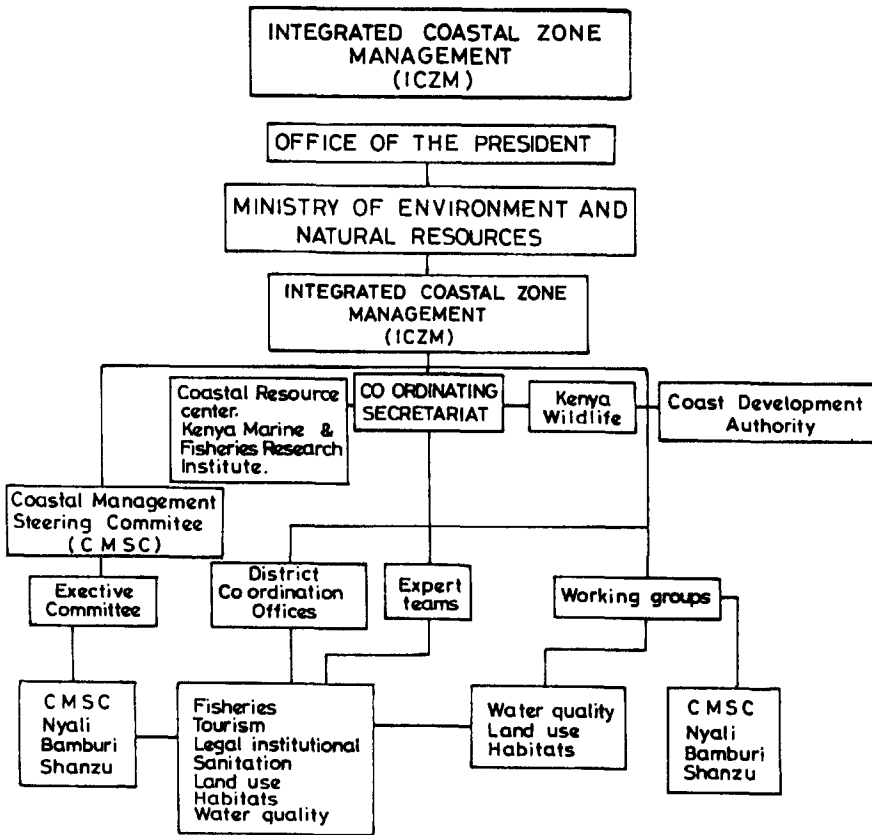 INTEGRATED COASTAL ZONE
MANAGEMENT
(ICZM)
OFFICE OF THE PRESIDENT
MINISTRY OF ENVIRONMENT AND
NATURAL RESOURCES
INTEGRATED COASTAL ZONE
MANAGEMENT
(ICZM)
Coastal Resource
center.
Kenya Marine &
Fisheries Research
Institute.
CO ORDINATING
SECRETARIAT
Kenya
Wildlife
Coast Development
Authority
Coastal Management
Steering Commitee
(CMSC)
Exective
Committee
District
Co ordination
Offices
Expert
teams
Working groups
CMSC
Nyali
Bamburi
Shanzu
Fisheries
Tourism
Legal institutional
Sanitation
Land use
Habitats
Water quality
Water quality
Land use
Habitats
CMSC
Nyali
Bamburi
Shanzu